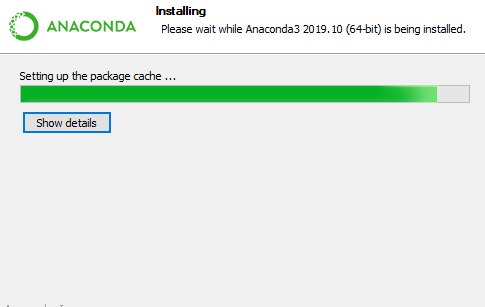 Installing
ANACONDA
Please wait while Anaconda3 2019.10 (64-bit) is being installed.
Setting up the package cache ...
Show details